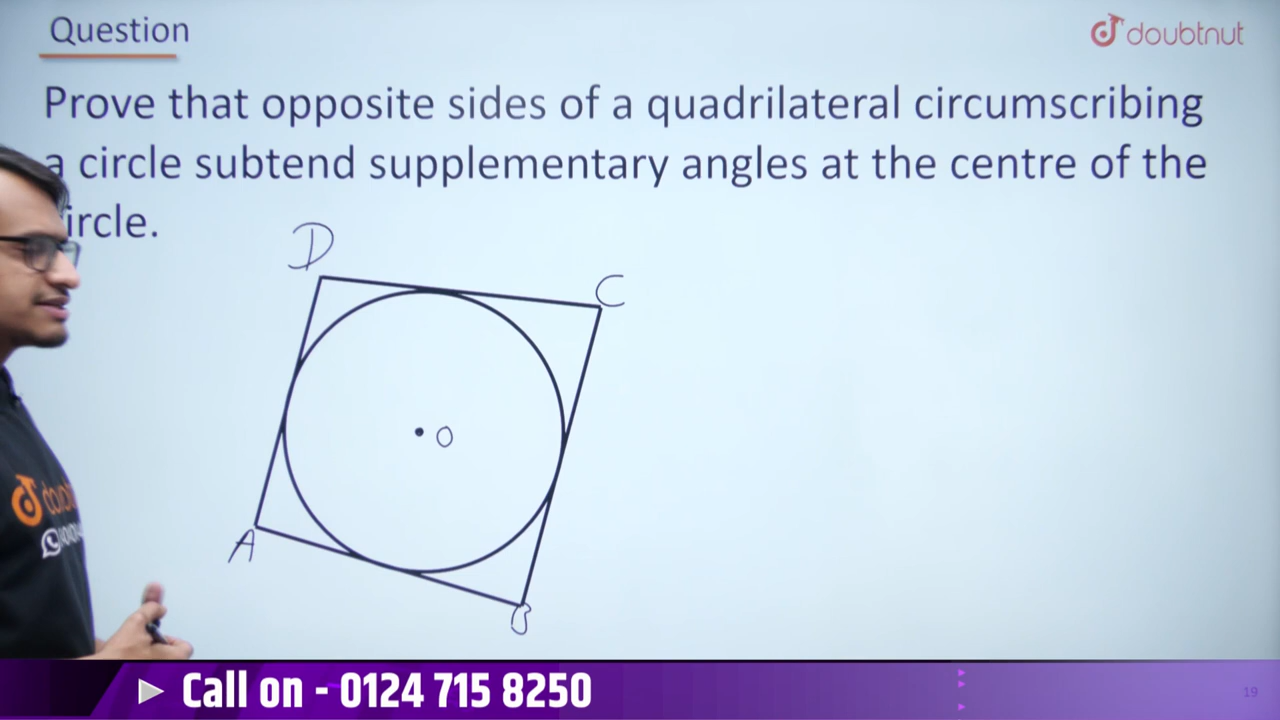 Question
doubtnut
Prove that opposite sides of a quadrilateral circumscribing
a circle subtend supplementary angles at the centre of the
ircle.
D
C
O
A
B
Call on - 0124 715 8250
19